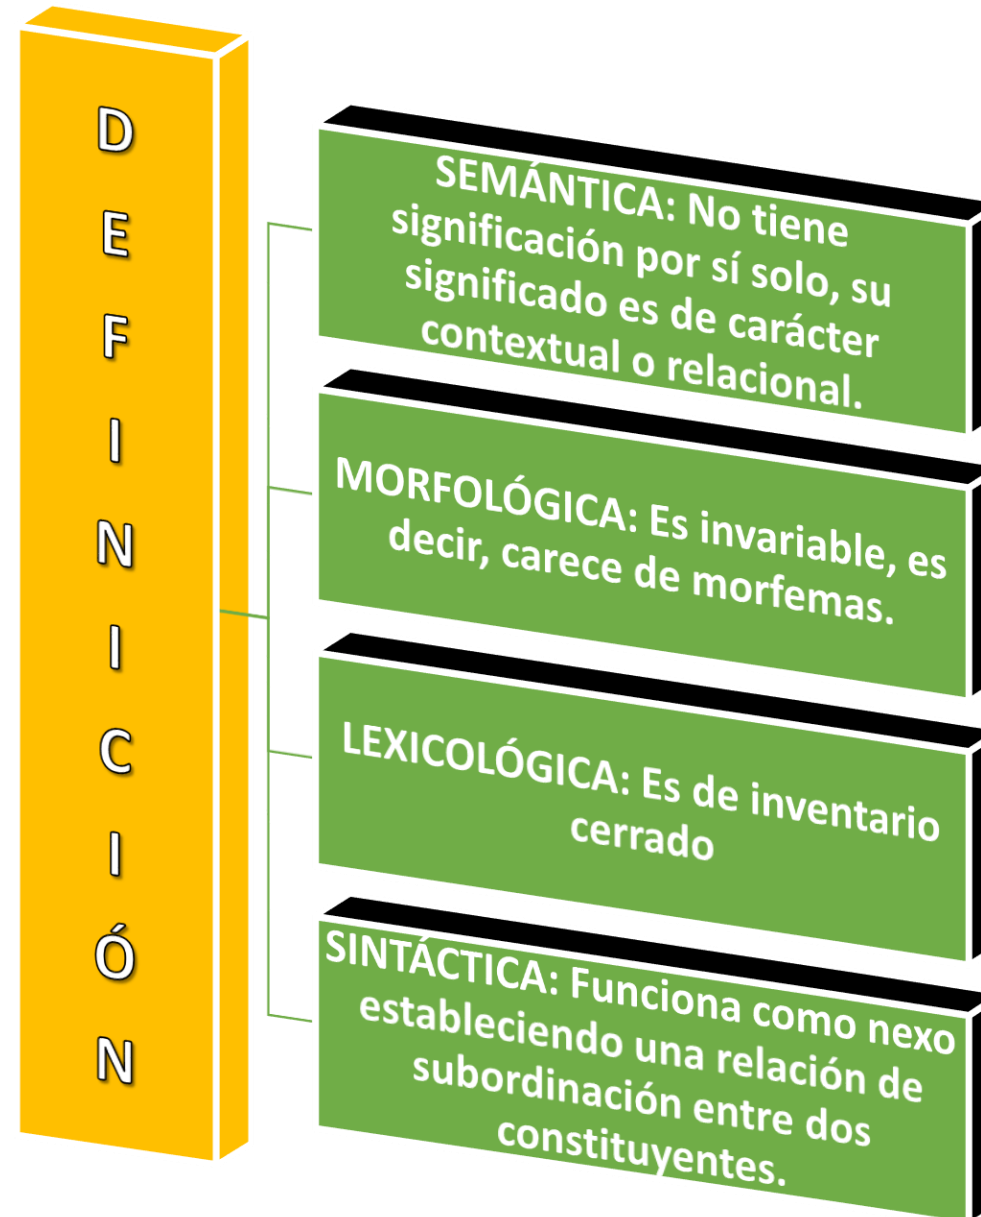 DEFINICIÓN
SEMÁNTICA: No tiene
significación por sí solo, su
significado es de carácter
contextual o relacional.
MORFOLÓGICA: Es invariable, es
decir, carece de morfemas.
LEXICOLÓGICA: Es de inventario
cerrado
SINTÁCTICA: Funciona como nexo
estableciendo una relación de
subordinación entre dos
constituyentes.